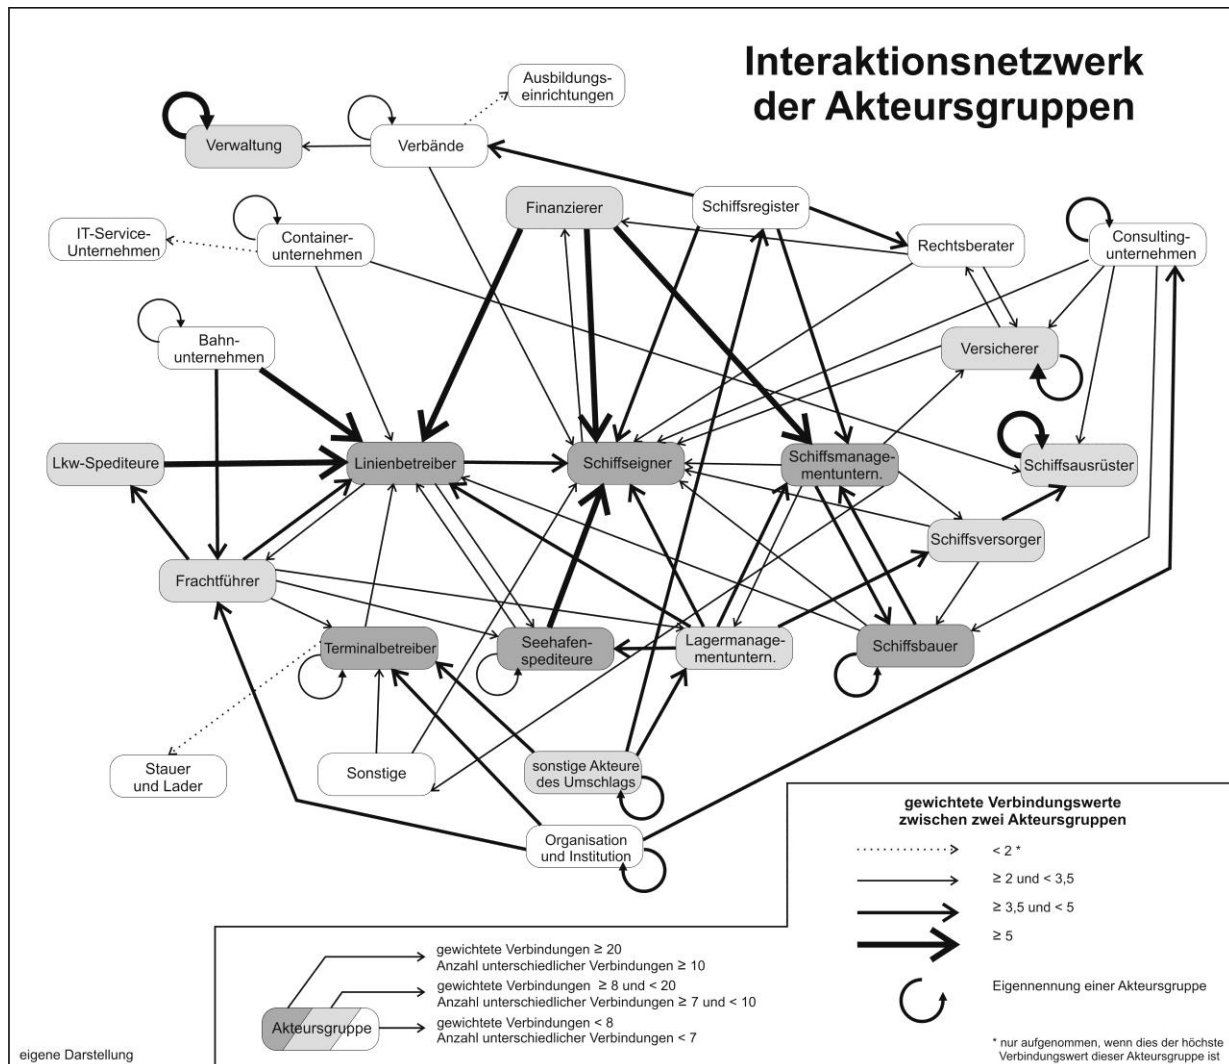 Interaktionsnetzwerk
der Akteursgruppen
Ausbildungs-
einrichtungen
Verwaltung
Verbände
Finanzierer
Schiffsregister
IT-Service-
Unternehmen
Container-
unternehmen
Rechtsberater
Consulting-
unternehmen
Bahn-
unternehmen
Versicherer
Lkw-Spediteure
Linienbetreiber
Schiffseigner
Schiffsmanage-
mentuntern.
Schiffsausrüster
Schiffsversorger
Frachtführer
Terminalbetreiber
Seehafen-
spediteure
Lagermanage-
mentuntern.
Schiffsbauer
Stauer
und Lader
Sonstige
sonstige Akteure
des Umschlags
Organisation
und Institution
gewichtete Verbindungswerte
zwischen zwei Akteursgruppen
< 2 *
≥ 2 und < 3,5
≥ 3,5 und < 5
≥ 5
Eigennennung einer Akteursgruppe
* nur aufgenommen, wenn dies der höchste
Verbindungswert dieser Akteursgruppe ist
gewichtete Verbindungen ≥ 20
Anzahl unterschiedlicher Verbindungen ≥ 10
gewichtete Verbindungen ≥ 8 und < 20
Anzahl unterschiedlicher Verbindungen ≥ 7 und < 10
Akteursgruppe
gewichtete Verbindungen < 8
Anzahl unterschiedlicher Verbindungen < 7
eigene Darstellung